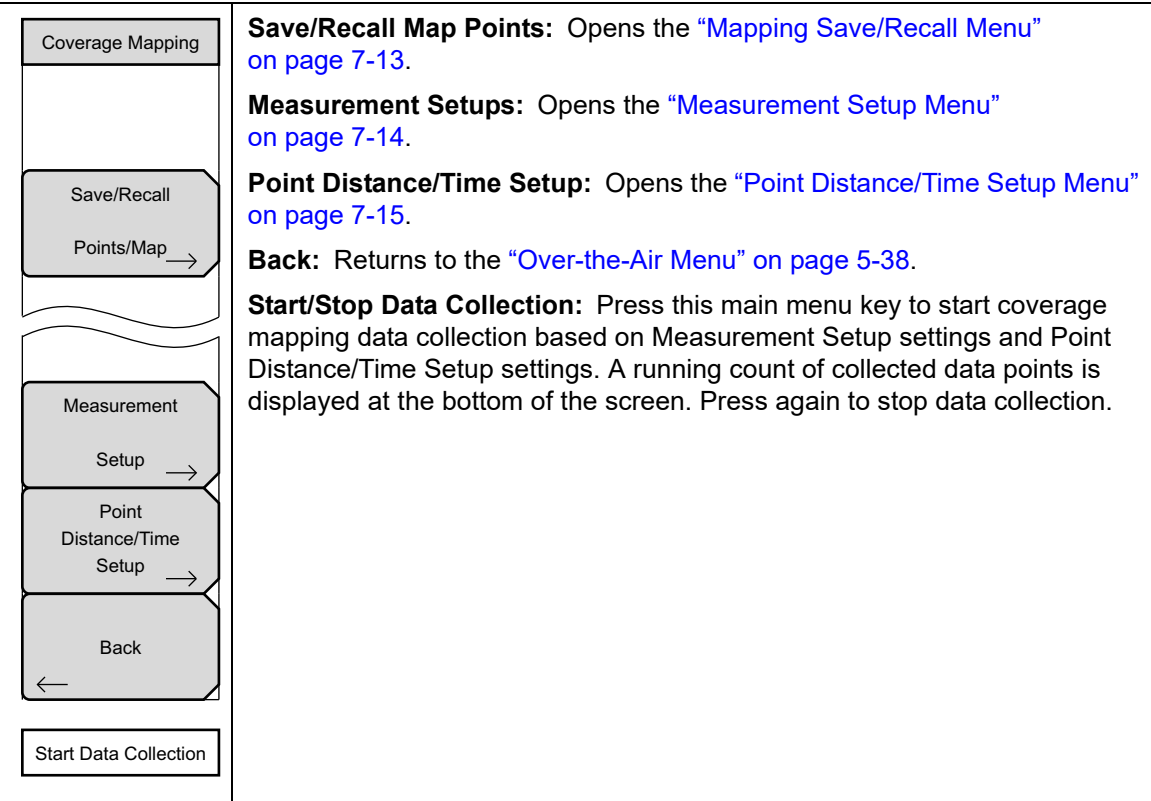 Coverage Mapping
Save/Recall
Points/Map
Measurement
Setup
Point
Distance/Time
Setup
Back
Start Data Collection
Save/Recall Map Points: Opens the “Mapping Save/Recall Menu”
on page 7-13.
Measurement Setups: Opens the “Measurement Setup Menu”
on page 7-14.
Point Distance/Time Setup: Opens the “Point Distance/Time Setup Menu”
on page 7-15.
Back: Returns to the “Over-the-Air Menu” on page 5-38.
Start/Stop Data Collection: Press this main menu key to start coverage
mapping data collection based on Measurement Setup settings and Point
Distance/Time Setup settings. A running count of collected data points is
displayed at the bottom of the screen. Press again to stop data collection.